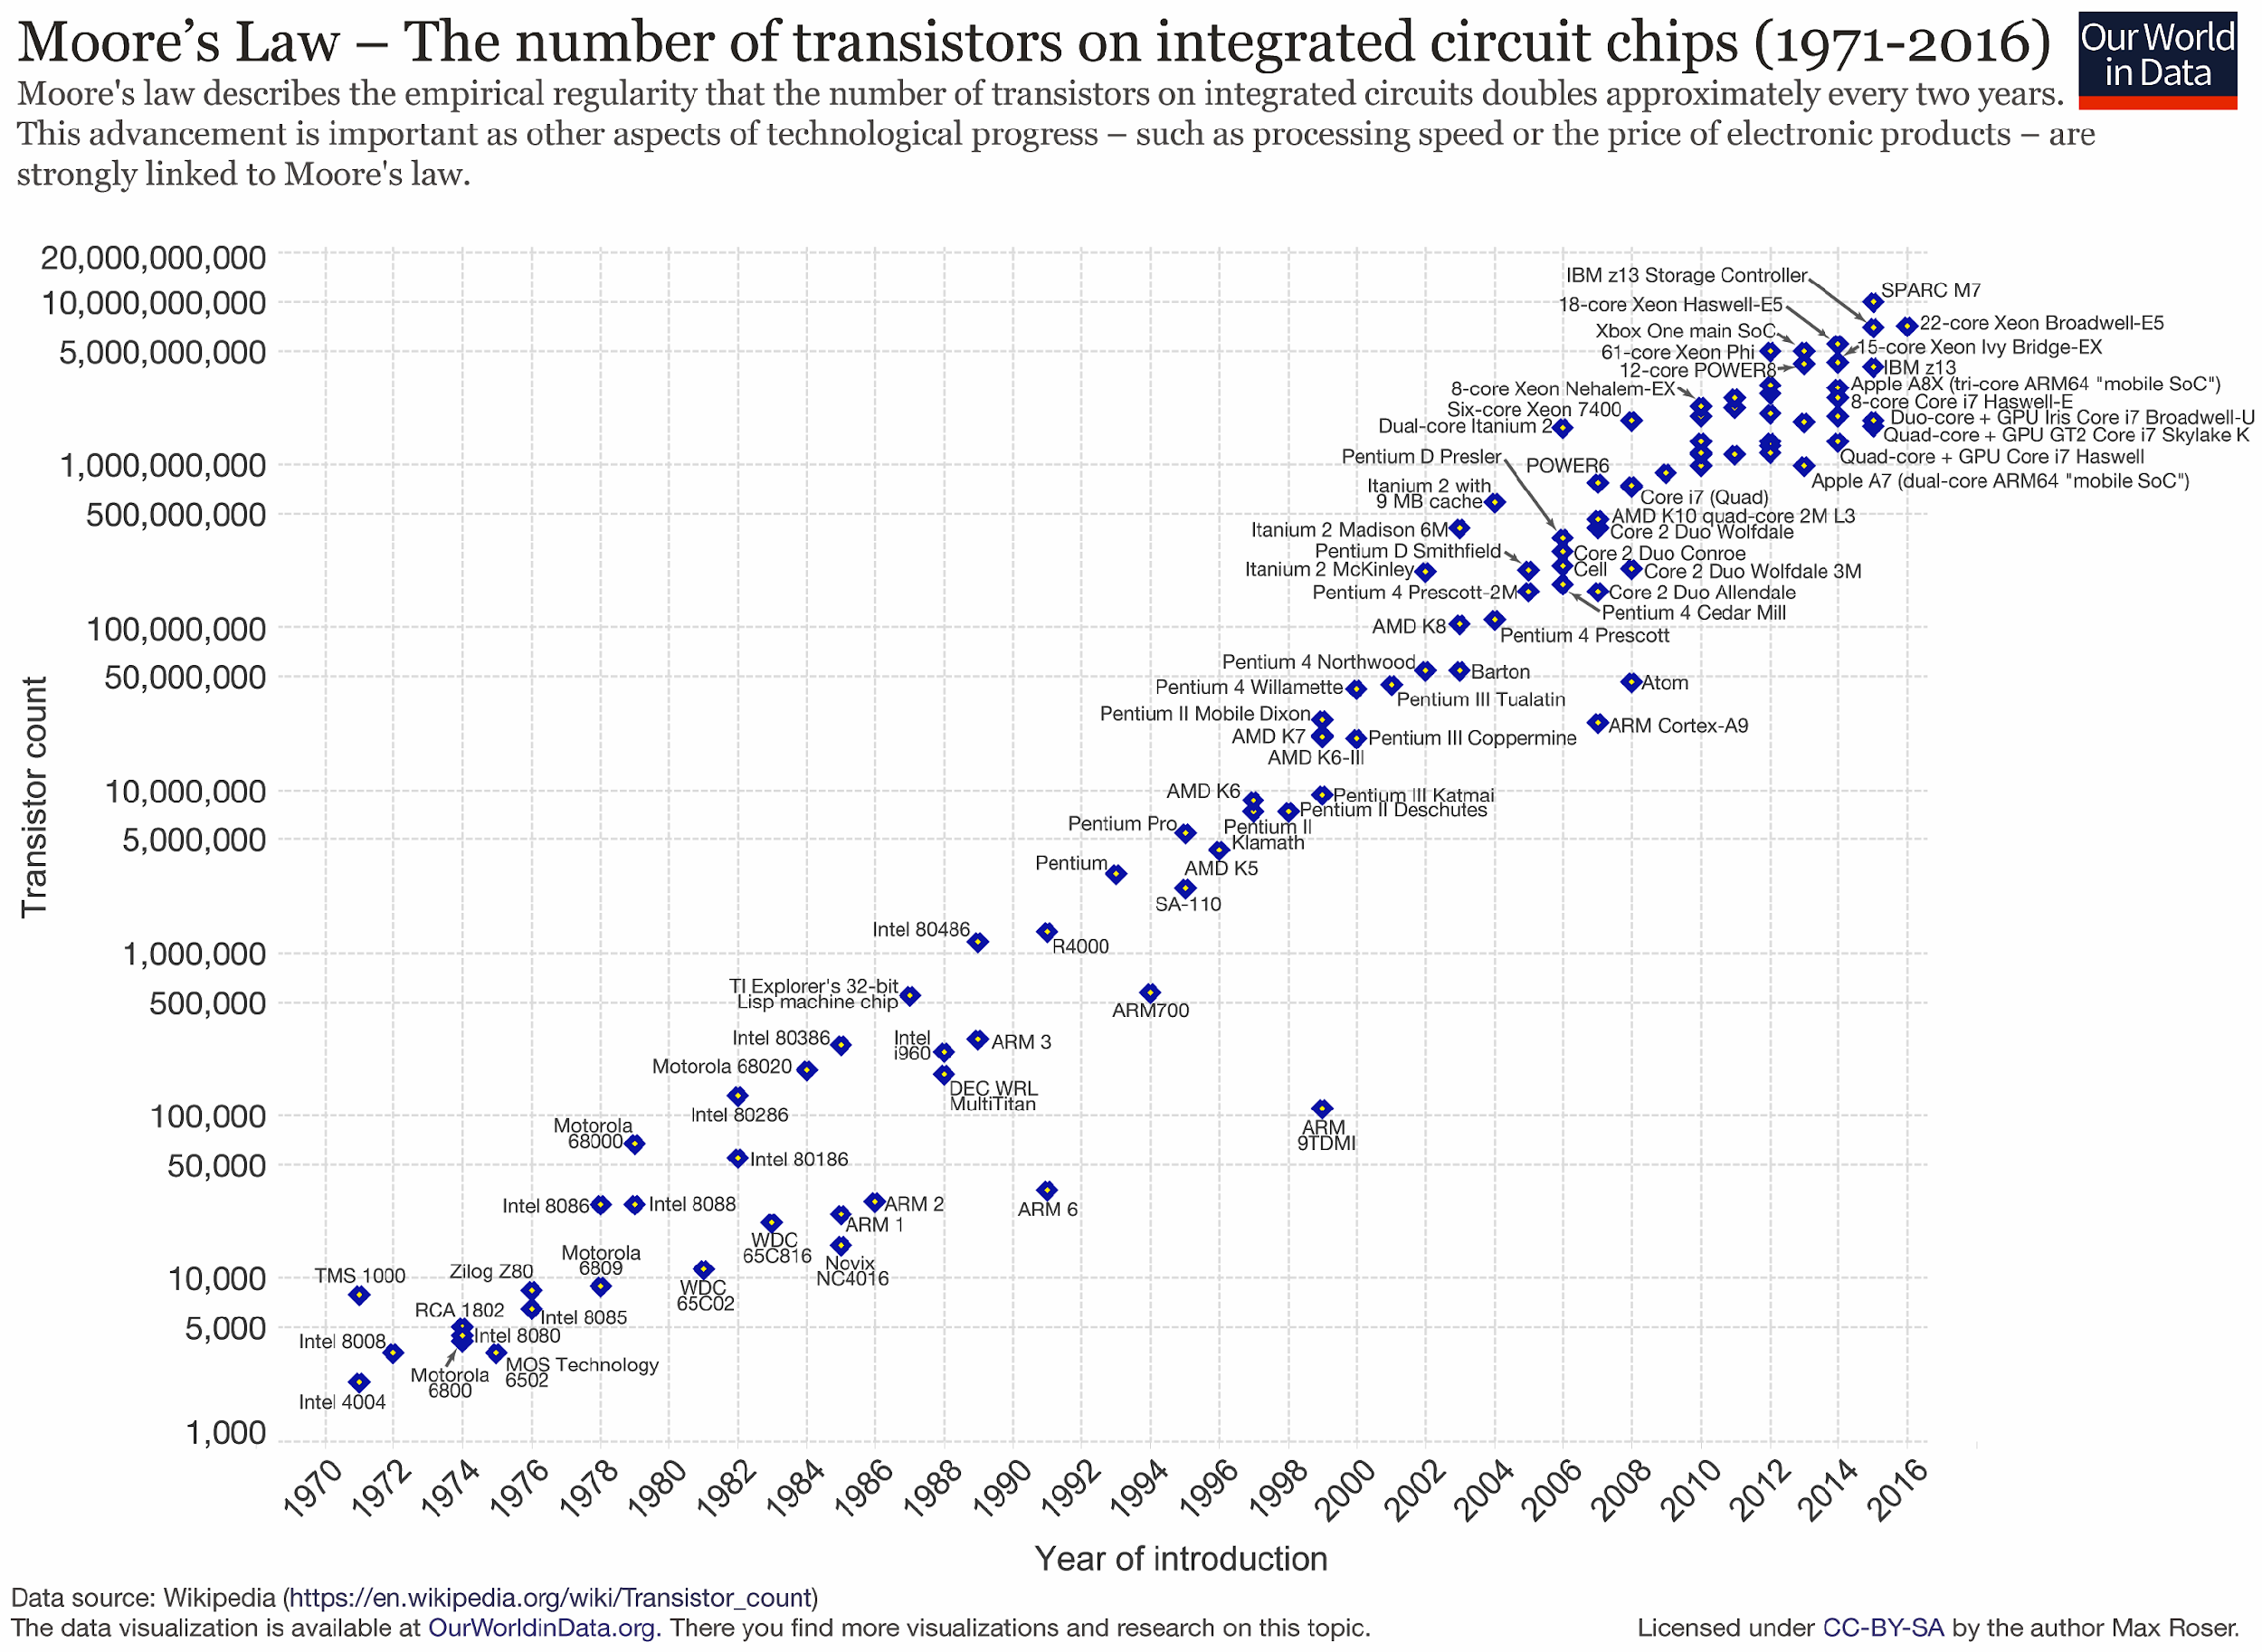 Moore's Law – The number of transistors on integrated circuit chips (1971-2016)
Our World
in Data
Moore's law describes the empirical regularity that the number of transistors on integrated circuits doubles approximately every two years.
This advancement is important as other aspects of technological progress – such as processing speed or the price of electronic products – are
strongly linked to Moore's law.
Transistor count
20,000,000,000
10,000,000,000
5,000,000,000
1,000,000,000
500,000,000
100,000,000
50,000,000
10,000,000
5,000,000
1,000,000
500,000
100,000
50,000
10,000
5,000
1,000
IBM z13 Storage Controller
SPARC M7
18-core Xeon Haswell-E5
22-core Xeon Broadwell-E5
Xbox One main SoC
15-core Xeon Ivy Bridge-EX
61-core Xeon Phi
12-core POWER8
IBM z13
8-core Xeon Nehalem-EX
Apple A8X (tri-core ARM64 "mobile SoC")
8-core Core i7 Haswell-E
Six-core Xeon 7400
Duo-core + GPU Iris Core i7 Broadwell-U
Dual-core Itanium 2
Quad-core + GPU GT2 Core i7 Skylake K
Pentium D Presler
Quad-core + GPU Core i7 Haswell
POWER6
Apple A7 (dual-core ARM64 "mobile SoC")
Itanium 2 with
9 MB cache
Core i7 (Quad)
AMD K10 quad-core 2M L3
Itanium 2 Madison 6M
Core 2 Duo Wolfdale
Pentium D Smithfield
Core 2 Duo Conroe
Itanium 2 McKinley
Cell
Core 2 Duo Wolfdale 3M
Pentium 4 Prescott-2M
Core 2 Duo Allendale
Pentium 4 Cedar Mill
AMD K8
Pentium 4 Prescott
Pentium 4 Northwood
Barton
Atom
Pentium 4 Willamette
Pentium III Tualatin
Pentium II Mobile Dixon
ARM Cortex-A9
AMD K7
Pentium III Coppermine
AMD K6-III
AMD K6
Pentium III Katmai
Pentium II Deschutes
Pentium Pro
Pentium II
Klamath
Pentium
AMD K5
SA-110
Intel 80486
R4000
TI Explorer's 32-bit
Lisp machine chip
ARM700
Intel 80386
Intel
i960
ARM 3
Motorola 68020
DEC WRL
MultiTitan
Intel 80286
ARM
9TDMI
Motorola
68000
Intel 80186
Intel 8086
Intel 8088
ARM 2
ARM 6
ARM 1
WDC
65C816
Novix
NC4016
Motorola
6809
TMS 1000
Zilog Z80
WDC
65C02
RCA 1802
Intel 8085
Intel 8008
Intel 8080
MOS Technology
6502
Motorola
6800
Intel 4004
1970
1972
1974
1976
1978
1980
1982
1984
1986
1988
1990
1992
1994
1996
1998
2000
2002
2004
2006
2008
2010
2012
2014
2016
Year of introduction
Data source: Wikipedia (https://en.wikipedia.org/wiki/Transistor_count)
The data visualization is available at OurWorldinData.org. There you find more visualizations and research on this topic.
Licensed under CC-BY-SA by the author Max Roser.